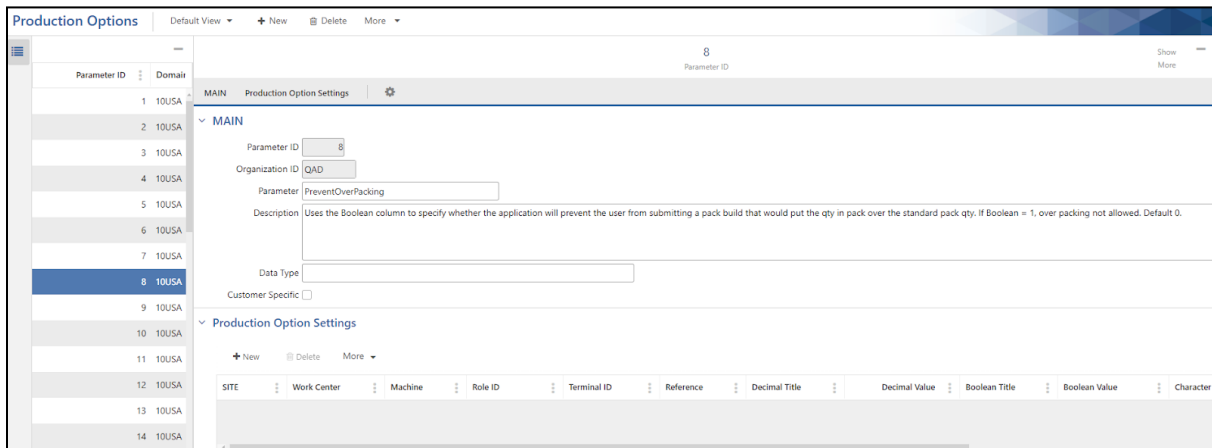 Production Options Default View + New Delete More
8
Parameter ID
Show
More
Parameter ID Domair
1 10USA
2 10USA
3 10USA
4 10USA
5 10USA
6 10USA
7 10USA
8 10USA
9 10USA
10 10USA
11 10USA
12 10USA
13 10USA
14 10USA
MAIN Production Option Settings
MAIN
Parameter ID 8
Organization ID QAD
Parameter PreventOverPacking
Description Uses the Boolean column to specify whether the application will prevent the user from submitting a pack build that would put the qty in pack over the standard pack qty. If Boolean = 1, over packing not allowed. Default 0.
Data Type
Customer Specific
Production Option Settings
+ New Delete More
SITE Work Center Machine Role ID Terminal ID Reference Decimal Title Decimal Value Boolean Title Boolean Value Character